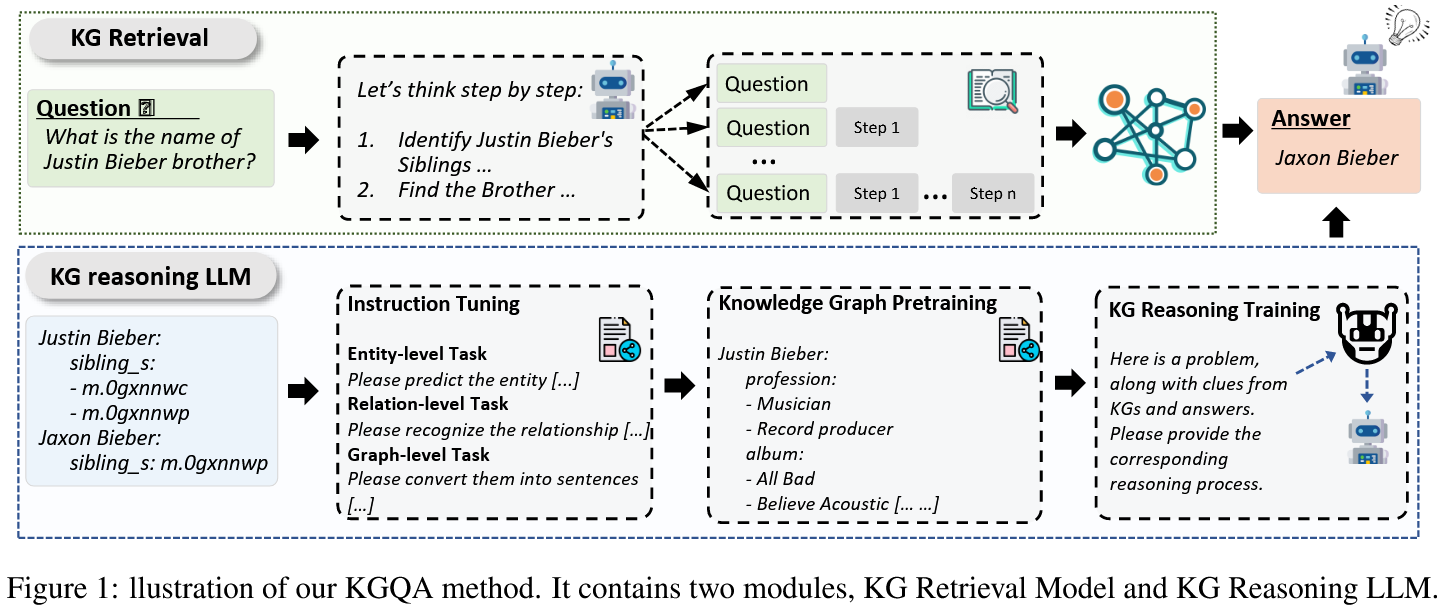 KG Retrieval
Question ⍰
What is the name of
Justin Bieber brother?
Let's think step by step:
1. Identify Justin Bieber's
Siblings ...
2. Find the Brother ...
Question
Question Step 1
...
Question Step 1 ... Step n
Answer
Jaxon Bieber
KG reasoning LLM
Justin Bieber:
sibling_s:
- m.0gxnnwc
- m.0gxnnwp
Jaxon Bieber:
sibling_s: m.0gxnnwp
Instruction Tuning
Entity-level Task
Please predict the entity [...]
Relation-level Task
Please recognize the relationship [...]
Graph-level Task
Please convert them into sentences
[...]
Knowledge Graph Pretraining
Justin Bieber:
profession:
- Musician
- Record producer
album:
- All Bad
- Believe Acoustic [... ...]
KG Reasoning Training
Here is a problem,
along with clues from
KGs and answers.
Please provide the
corresponding
reasoning process.
Figure 1: llustration of our KGQA method. It contains two modules, KG Retrieval Model and KG Reasoning LLM.